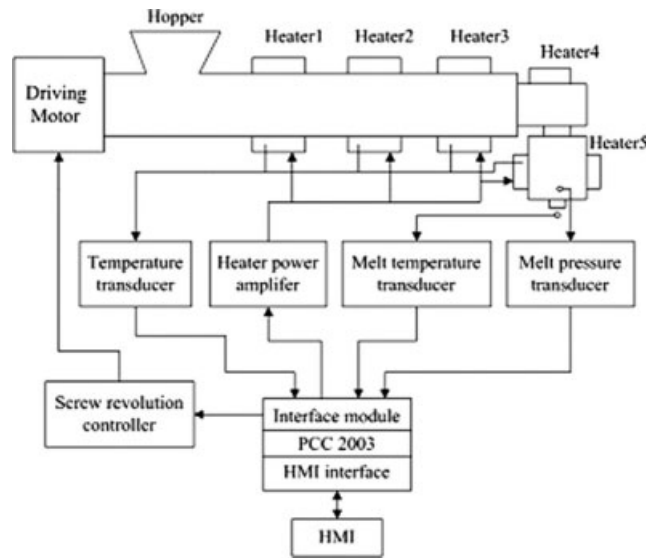 Hopper
Heater1
Heater2
Heater3
Heater4
Driving
Motor
Heater5
Temperature
transducer
Heater power
amplifer
Melt temperature
transducer
Melt pressure
transducer
Screw revolution
controller
Interface module
PCC 2003
HMI interface
HMI